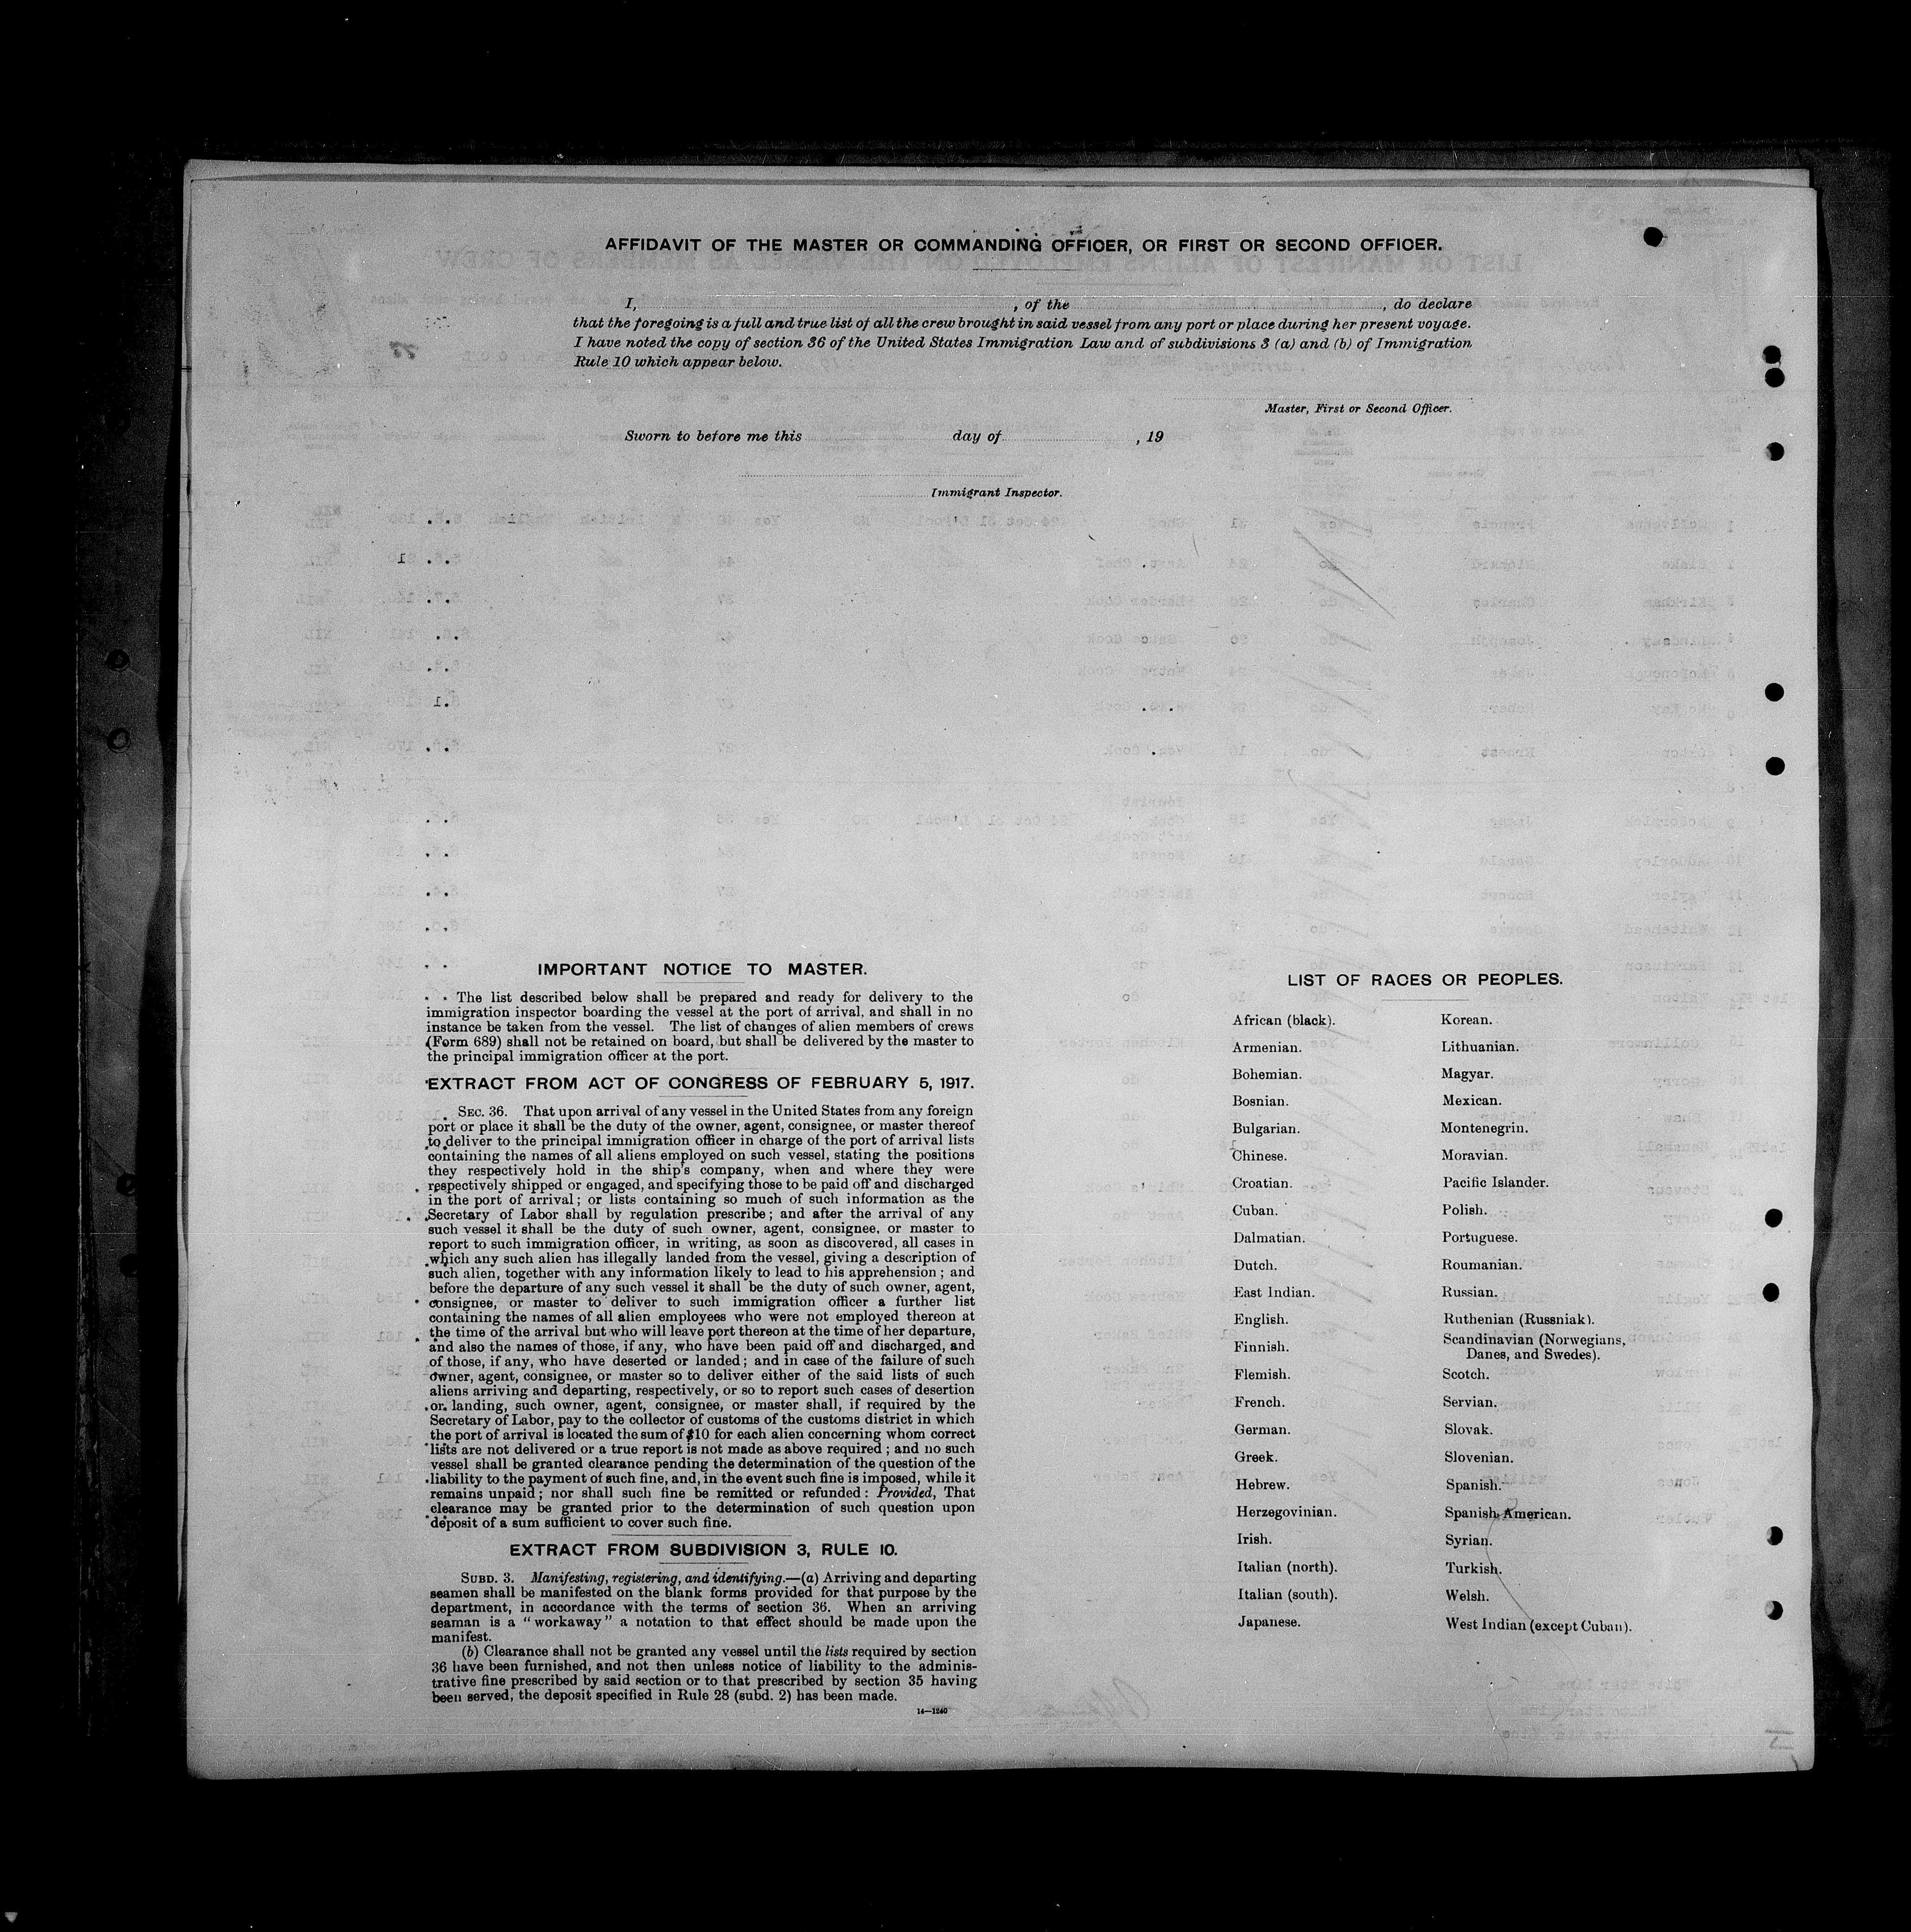 AFFIDAVIT OF THE MASTER OR COMMANDING OFFICER, OR FIRST OR SECOND OFFICER.
I, , of the , do declare
that the foregoing is a full and true list of all the crew brought in said vessel from any port or place during her present voyage.
I have noted the copy of section 36 of the United States Immigration Law and of subdivisions 3 (a) and (b) of Immigration
Rule 10 which appear below.
Master, First or Second Officer.
Sworn to before me this day of , 19
Immigrant Inspector.
IMPORTANT NOTICE TO MASTER.
The list described below shall be prepared and ready for delivery to the
immigration inspector boarding the vessel at the port of arrival, and shall in no
instance be taken from the vessel. The list of changes of alien members of crews
(Form 689) shall not be retained on board, but shall be delivered by the master to
the principal immigration officer at the port.
EXTRACT FROM ACT OF CONGRESS OF FEBRUARY 5, 1917.
SEC. 36. That upon arrival of any vessel in the United States from any foreign
port or place it shall be the duty of the owner, agent, consignee, or master thereof
to deliver to the principal immigration officer in charge of the port of arrival lists
containing the names of all aliens employed on such vessel, stating the positions
they respectively hold in the ship's company, when and where they were
respectively shipped or engaged, and specifying those to be paid off and discharged
in the port of arrival; or lists containing so much of such information as the
Secretary of Labor shall by regulation prescribe; and after the arrival of any
such vessel it shall be the duty of such owner, agent, consignee, or master to
report to such immigration officer, in writing, as soon as discovered, all cases in
which any such alien has illegally landed from the vessel, giving a description of
such alien, together with any information likely to lead to his apprehension; and
before the departure of any such vessel it shall be the duty of such owner, agent,
consignee, or master to deliver to such immigration officer a further list
containing the names of all alien employees who were not employed thereon at
the time of the arrival but who will leave port thereon at the time of her departure,
and also the names of those, if any, who have been paid off and discharged, and
of those, if any, who have deserted or landed; and in case of the failure of such
owner, agent, consignee, or master so to deliver either of the said lists of such
aliens arriving and departing, respectively, or so to report such cases of desertion
or landing, such owner, agent, consignee, or master shall, if required by the
Secretary of Labor, pay to the collector of customs of the customs district in which
the port of arrival is located the sum of $10 for each alien concerning whom correct
lists are not delivered or a true report is not made as above required; and no such
vessel shall be granted clearance pending the determination of the question of the
liability to the payment of such fine, and, in the event such fine is imposed, while it
remains unpaid; nor shall such fine be remitted or refunded: Provided, That
clearance may be granted prior to the determination of such question upon
deposit of a sum sufficient to cover such fine.
EXTRACT FROM SUBDIVISION 3, RULE 10.
SUBD. 3. Manifesting, registering, and identifying.—(a) Arriving and departing
seamen shall be manifested on the blank forms provided for that purpose by the
department, in accordance with the terms of section 36. When an arriving
seaman is a "workaway" a notation to that effect should be made upon the
manifest.
(b) Clearance shall not be granted any vessel until the lists required by section
36 have been furnished, and not then unless notice of liability to the adminis-
trative fine prescribed by said section or to that prescribed by section 35 having
been served, the deposit specified in Rule 28 (subd. 2) has been made.
14—1240
LIST OF RACES OR PEOPLES.
African (black).
Armenian.
Bohemian.
Bosnian.
Bulgarian.
Chinese.
Croatian.
Cuban.
Dalmatian.
Dutch.
East Indian.
English.
Finnish.
Flemish.
French.
German.
Greek.
Hebrew.
Herzegovinian.
Irish.
Italian (north).
Italian (south).
Japanese.
Korean.
Lithuanian.
Magyar.
Mexican.
Montenegrin.
Moravian.
Pacific Islander.
Polish.
Portuguese.
Roumanian.
Russian.
Ruthenian (Russniak).
Scandinavian (Norwegians,
Danes, and Swedes).
Scotch.
Servian.
Slovak.
Slovenian.
Spanish.
Spanish-American.
Syrian.
Turkish.
Welsh.
West Indian (except Cuban).